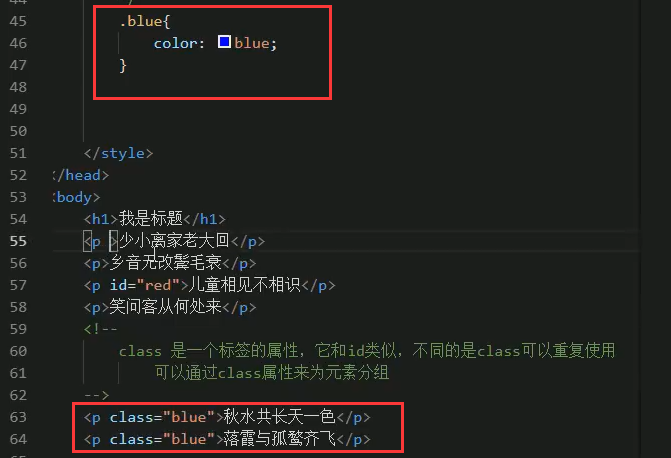 44
45 .blue{
46 color: blue;
47 }
48
49
50
51 </style>
52 </head>
53 <body>
54 <h1>我是标题</h1>
55 <p >少小离家老大回</p>
56 <p>乡音无改鬓毛衰</p>
57 <p id="red">儿童相见不相识</p>
58 <p>笑问客从何处来</p>
59 <!--
60 class 是一个标签的属性，它和id类似，不同的是class可以重复使用
61 可以通过class属性来为元素分组
62 -->
63 <p class="blue">秋水共长天一色</p>
64 <p class="blue">落霞与孤鹜齐飞</p>